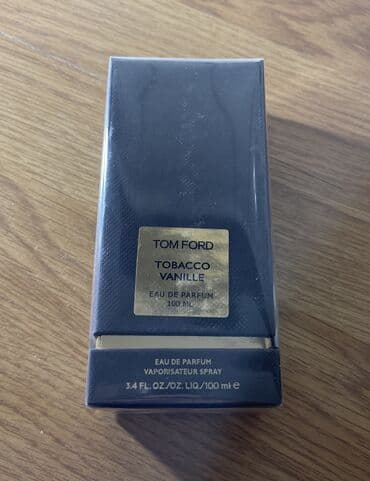 TOM FORD
TOBACCO
VANILLE
EAU DE PARFUM
100 ML
EAU DE PARFUM
VAPORISATEUR SPRAY
3.4 FL. OZ./OZ. LIQ/100 ml ℮